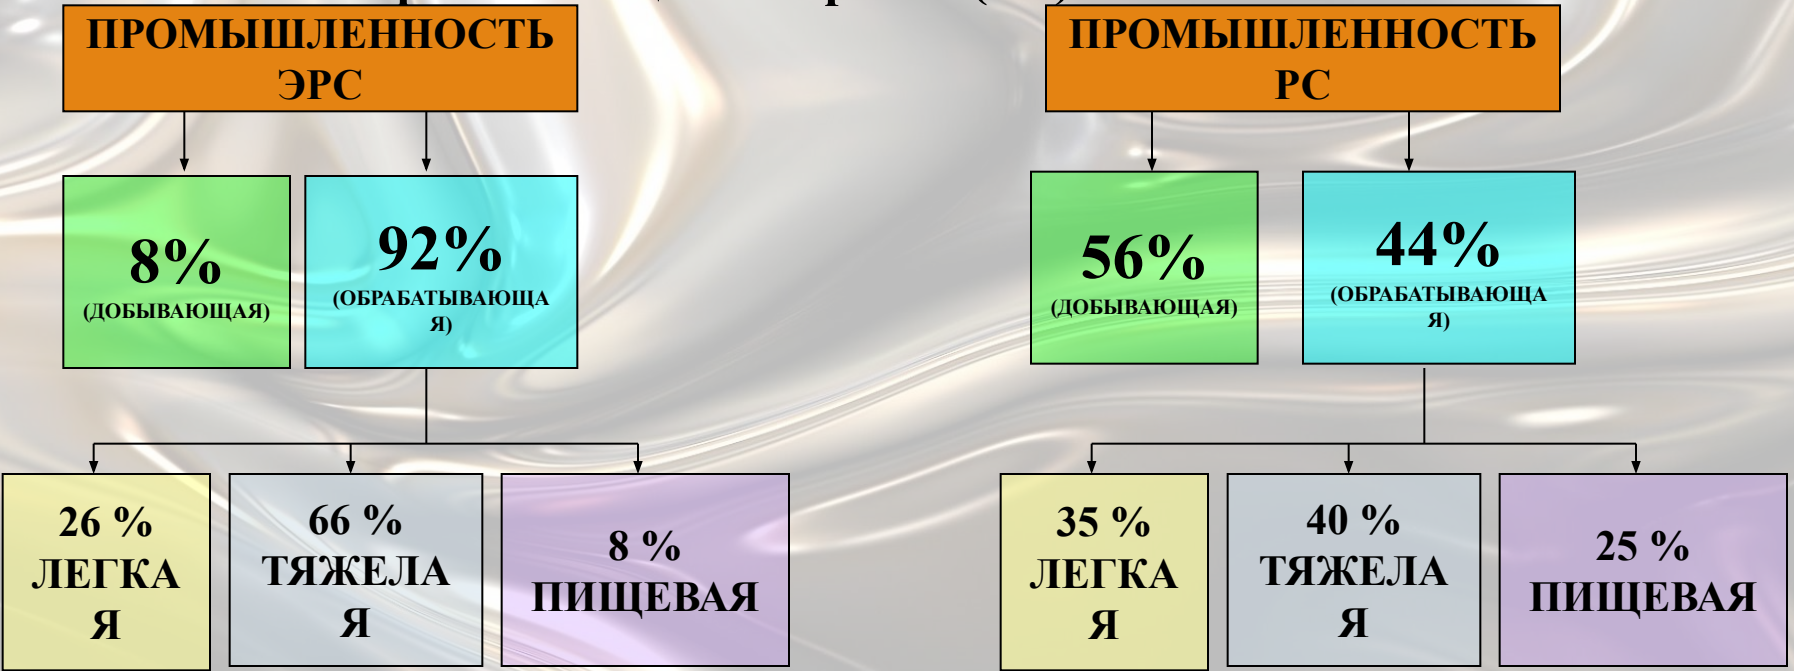 ПРОМЫШЛЕННОСТЬ
ЭРС
8%
(ДОБЫВАЮЩАЯ)
92%
(ОБРАБАТЫВАЮЩА
Я)
26 %
ЛЕГКА
Я
66 %
ТЯЖЕЛА
Я
8 %
ПИЩЕВАЯ
ПРОМЫШЛЕННОСТЬ
РС
56%
(ДОБЫВАЮЩАЯ)
44%
(ОБРАБАТЫВАЮЩА
Я)
35 %
ЛЕГКА
Я
40 %
ТЯЖЕЛА
Я
25 %
ПИЩЕВАЯ